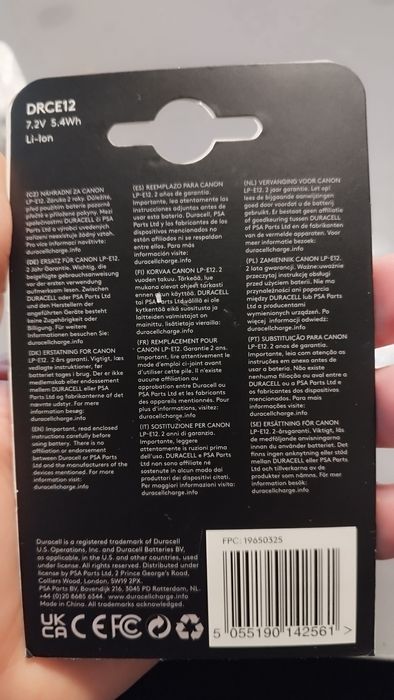 DRCE12
7.2V 5.4Wh
Li-Ion
(CZ) NÁHRADNÍ ZA CANON
LP-E12. Záruka 2 roky. Důležité,
před použitím baterie pozorně
přečtěte si přiložené pokyny. Mezi
společnostmi DURACELL či PSA
Parts Ltd a výrobci uvedených
zařízení neexistuje žádný vztah.
Pro více informací navštivte:
duracellcharge.info
(DE) ERSATZ FÜR CANON LP-E12.
2 Jahr Garantie. Wichtig, die
beigefügte gebrauchsanweisung
vor der ersten verwendung
aufmerksam lesen. Zwischen
DURACELL oder PSA Parts Ltd
und den Herstellern der
angeführten Geräte besteht
keine Zugehörigkeit oder
Billigung. Für weitere
Informationen besuchen Sie:
duracellcharge.info
(DK) ERSTATNING FOR CANON
LP-E12. 2 års garanti. Vigtigt, læs
vedlagte instruktioner, før
batteriet tages i brug. Der er ikke
medlemskab eller endossement
mellem DURACELL eller PSA
Parts Ltd og fabrikanterne af det
nævnte udstyr. For mere
information besøg:
duracellcharge.info
(EN) Important, read enclosed
instructions carefully before
using battery. There is no
affiliation or endorsement
between Duracell or PSA Parts
Ltd and the manufacturers of the
devices mentioned. For more
information visit:
duracellcharge.info
(ES) REEMPLAZO PARA CANON
LP-E12. 2 años de garantía.
Importante, lea atentamente las
instrucciones adjuntas antes de
usar esta batería. Duracell, PSA
Parts Ltd y los fabricantes de los
dispositivos mencionados no
están afiliados ni se respaldan
entre ellos. Para más
información visite:
duracellcharge.info
(FI) KORVAA CANON LP-E12. 2
vuoden takuu. Tärkeää, lue
mukana olevat ohjeet tarkasti
ennen akun käyttöä. DURACELL
tai PSA Parts Ltd:välillä ei ole
kytkentää eikä suositusta ja
laitteiden valmistajat on
mainittu. lisätietoja vierailla:
duracellcharge.info
(FR) REMPLACEMENT POUR
CANON LP-E12. Garantie 2 ans.
Important, lire attentivement le
mode d'emploi ci-joint avant
d'utiliser cette pile. Il n'existe
aucune affiliation ou
approbation entre Duracell ou
PSA Parts Ltd et les fabricants
des appareils mentionnés. Pour
plus d'informations, visitez:
duracellcharge.info
(IT) SOSTITUZIONE PER CANON
LP-E12. 2 anni di garanzia.
Importante, leggere
attentamente le istruzioni prima
dell'uso. DURACELL e PSA Parts
Ltd non sono affiliate né
sostenute in alcun modo dai
produttori dei dispositivi citati.
Per maggiori informazioni visita:
duracellcharge.info
(NL) VERVANGING VOOR CANON
LP-E12. 2 jaar garantie. Let op!
lees de bijgaande aanwijzingen
goed door voordat u de batterij
gebruikt. Er bestaat geen affiliatie
of goedkeuring tussen DURACELL
of PSA Parts Ltd en de fabrikanten
van de vermelde apparaten. Voor
meer informatie bezoek:
duracellcharge.info
(PL) ZAMIENNIK CANON LP-E12.
2 lata gwarancji. Ważne:uważnie
przeczytaj instrukcję obsługi
przed użyciem baterii. Nie ma
przynależności ani poparcia
między DURACELL lub PSA Parts
Ltd a producentami
wymienionych urządzeń. Po
więcej informacji odwiedź:
duracellcharge.info
(PT) SUBSTITUIÇÃO PARA CANON
LP-E12. 2 anos de garantia.
Importante, leia com atenção as
instruções em anexo antes de
usar a bateria. Não existe
nenhuma filiação ou aval entre a
DURACELL ou a PSA Parts Ltd e
os fabricantes dos dispositivos
mencionados. Para mais
informações visite:
duracellcharge.info
(SE) ERSÄTTNING FÖR CANON
LP-E12. 2-årsgaranti. Viktigt, läs
de medföljande anvisningarna
innan du använder batteriet. Det
finns ingen anknytning eller stöd
mellan DURACELL eller PSA Parts
Ltd och tillverkarna av de
produkter som nämns. För mer
information besök:
duracellcharge.info
Duracell is a registered trademark of Duracell
U.S. Operations, Inc. and Duracell Batteries BV,
as applicable, in the U.S. and other countries, used
under license. All rights reserved. Distributed under
license by PSA Parts Ltd, 2 Prince George's Road,
Colliers Wood, London, SW19 2PX.
PSA Parts BV, Bovendijk 216, 3045 PD Rotterdam, NL.
+44 (0)20 8685 6544. www.duracellcharge.info
Made in China. All trademarks acknowledged.
UK
CA CE FC
FPC: 19650325
5 055190 142561 >